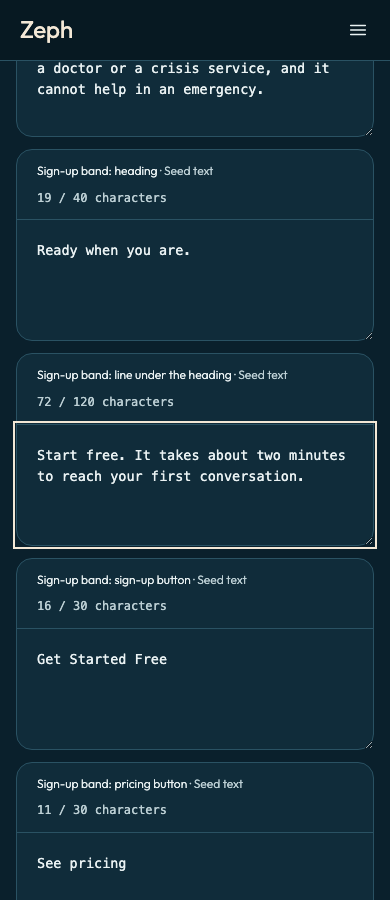 Zeph
a doctor or a crisis service, and it
cannot help in an emergency.
Sign-up band: heading · Seed text
19 / 40 characters
Ready when you are.
Sign-up band: line under the heading · Seed text
72 / 120 characters
Start free. It takes about two minutes
to reach your first conversation.
Sign-up band: sign-up button · Seed text
16 / 30 characters
Get Started Free
Sign-up band: pricing button · Seed text
11 / 30 characters
See pricing